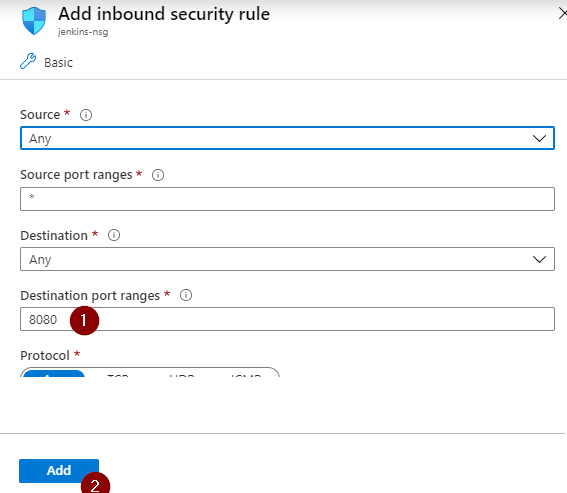 Add inbound security rule
jenkins-nsg
Basic
Source *
Any
Source port ranges *
*
Destination *
Any
Destination port ranges *
8080 1
Protocol *
Add
2